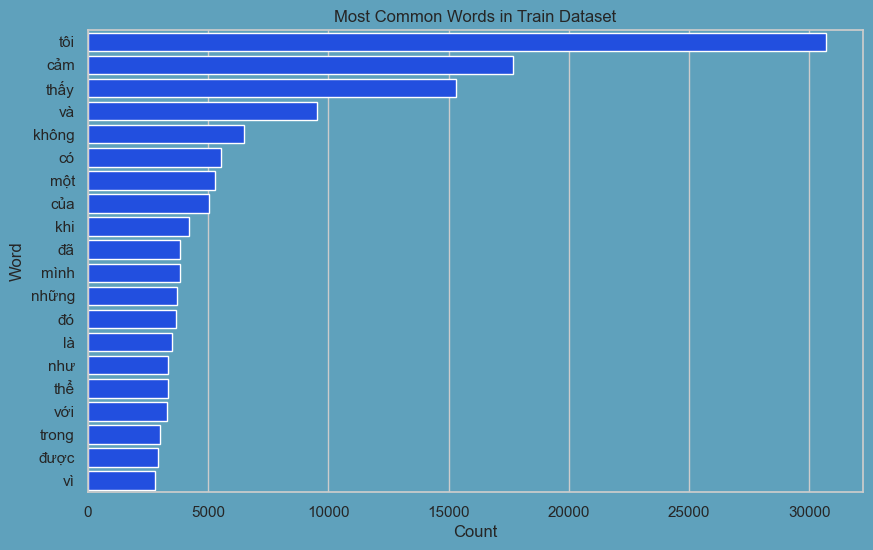 Most Common Words in Train Dataset
tôi
cảm
thấy
và
không
có
một
của
khi
đã
mình
những
đó
là
như
thể
với
trong
được
vì
Word
0 5000 10000 15000 20000 25000 30000
Count